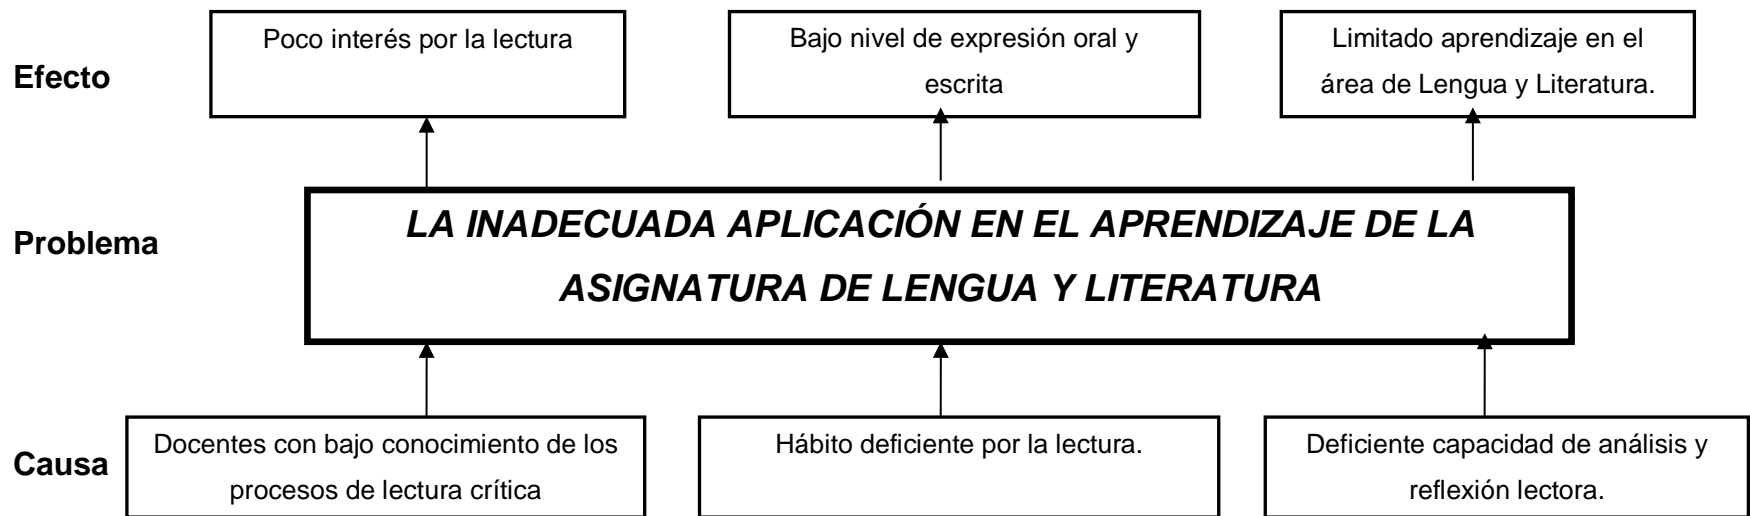 Efecto
Poco interés por la lectura
Bajo nivel de expresión oral y
escrita
Limitado aprendizaje en el
área de Lengua y Literatura.
Problema
LA INADECUADA APLICACIÓN EN EL APRENDIZAJE DE LA
ASIGNATURA DE LENGUA Y LITERATURA
Causa
Docentes con bajo conocimiento de los
procesos de lectura crítica
Hábito deficiente por la lectura.
Deficiente capacidad de análisis y
reflexión lectora.